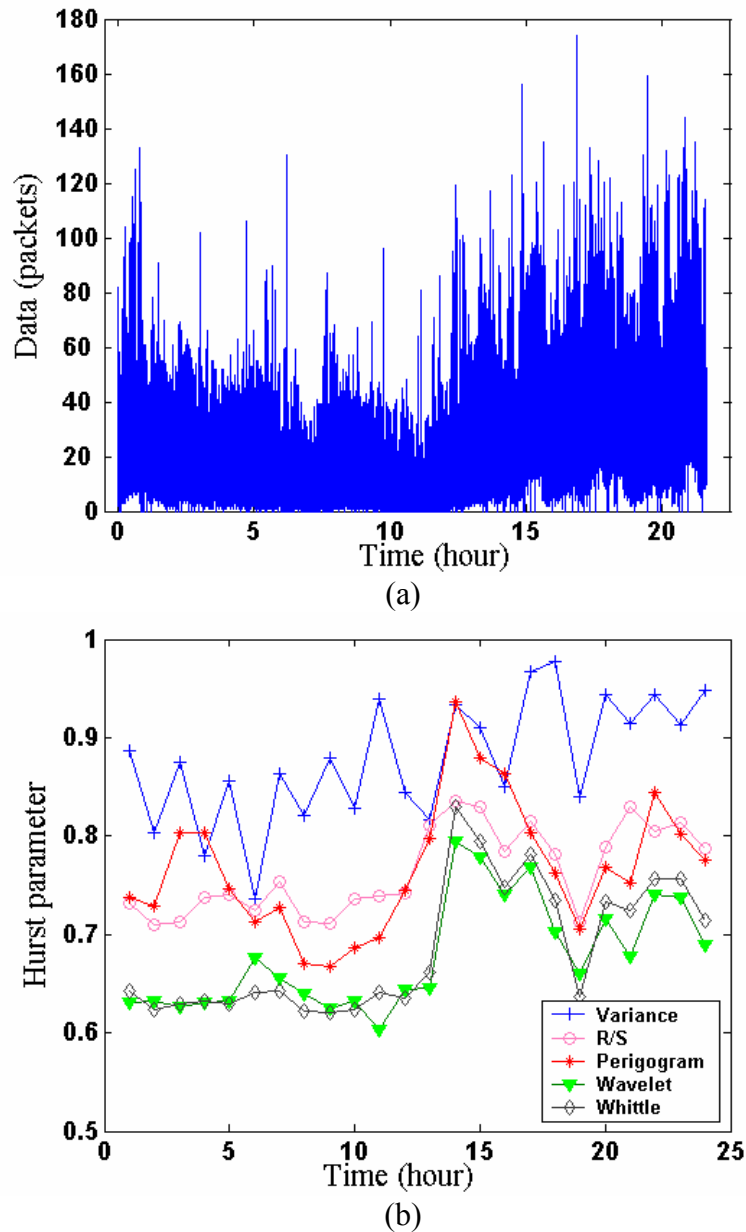 180
160
140
120
100
80
60
40
20
0
Data (packets)
0 5 10 15 20
Time (hour)
(a)
1
0.9
0.8
0.7
0.6
0.5
Hurst parameter
Variance
R/S
Perigogram
Wavelet
Whittle
0 5 10 15 20 25
Time (hour)
(b)